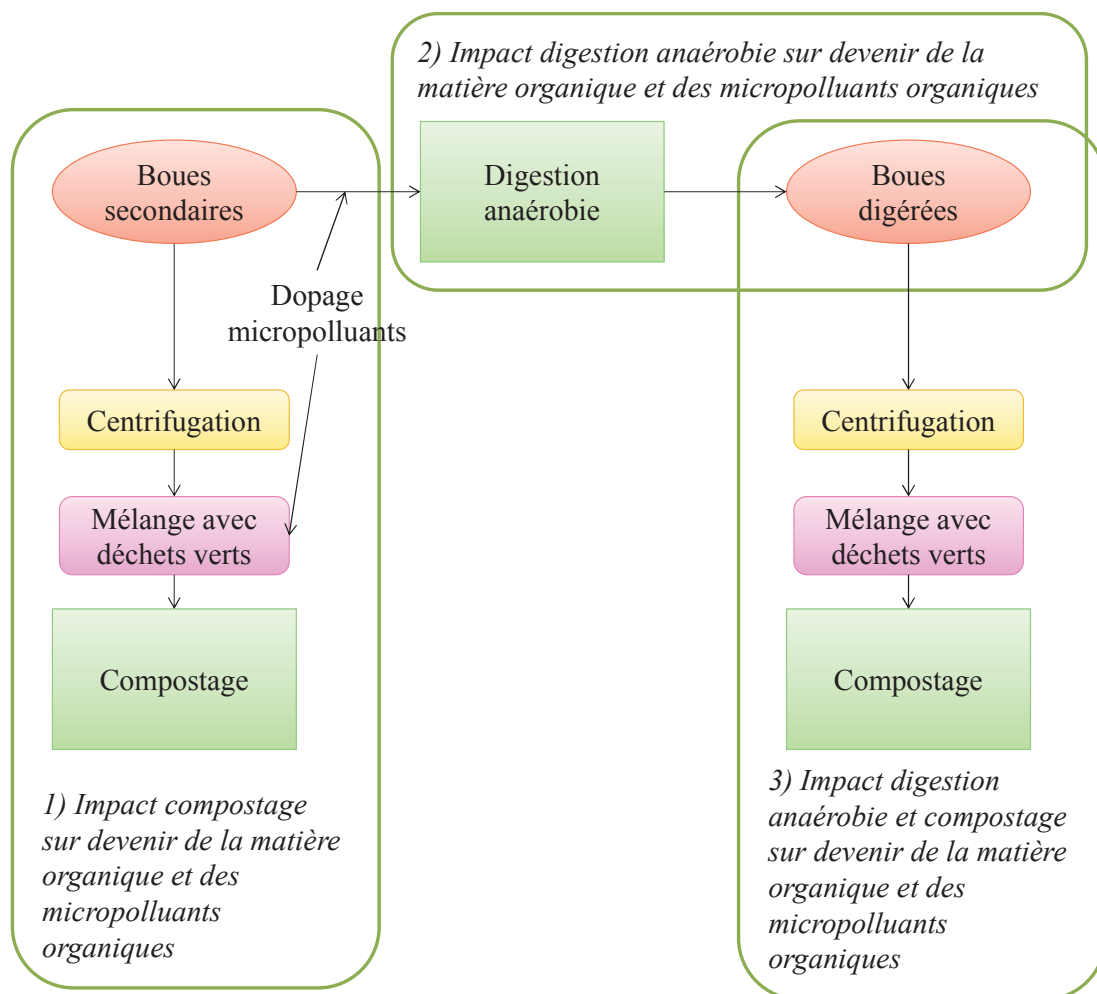 2) Impact digestion anaérobie sur devenir de la
matière organique et des micropolluants organiques
Boues
secondaires
Digestion
anaérobie
Boues
digérées
Dopage
micropolluants
Centrifugation
Mélange avec
déchets verts
Compostage
1) Impact compostage
sur devenir de la matière
organique et des
micropolluants
organiques
Centrifugation
Mélange avec
déchets verts
Compostage
3) Impact digestion
anaérobie et compostage
sur devenir de la matière
organique et des
micropolluants
organiques